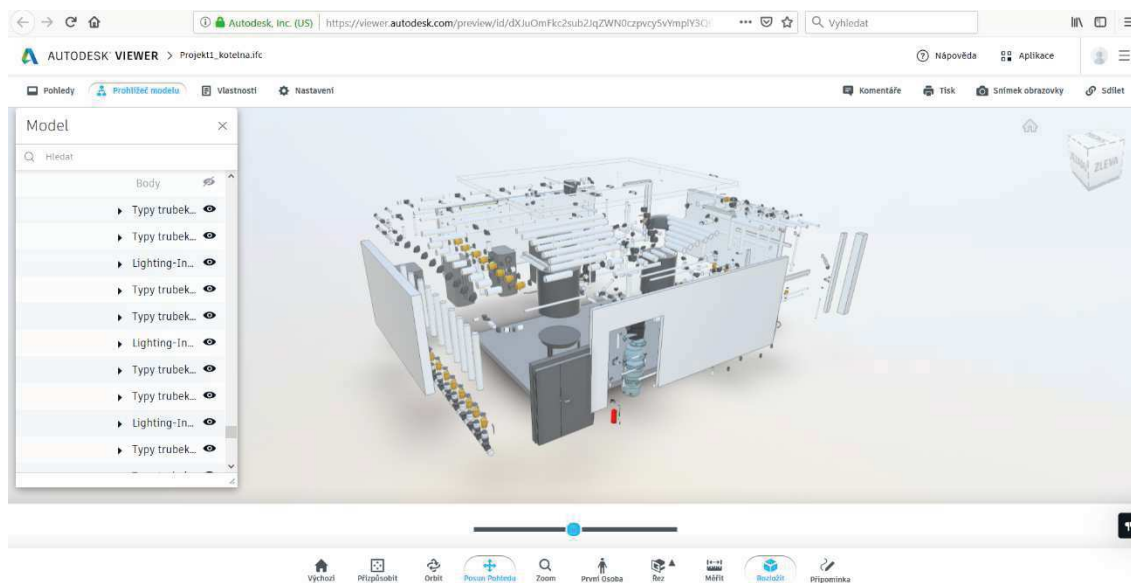 Autodesk, Inc. (US) https://viewer.autodesk.com/preview/id/ Vyhledat
AUTODESK® VIEWER > Projekt1_kotelna.ifc Nápověda Aplikace
Pohledy Prohlížeč modelu Vlastnosti Nastavení Komentáře Tisk Snímek obrazovky Sdílet
Model
Hledat
Body
Typy trubek...
Typy trubek...
Lighting-In...
Typy trubek...
Typy trubek...
Lighting-In...
Typy trubek...
Typy trubek...
Lighting-In...
Typy trubek...
ZLEVA
Výchozí Přizpůsobit Orbit Posun Pohledu Zoom První Osoba Řez Měřit Rozložit Připomínka